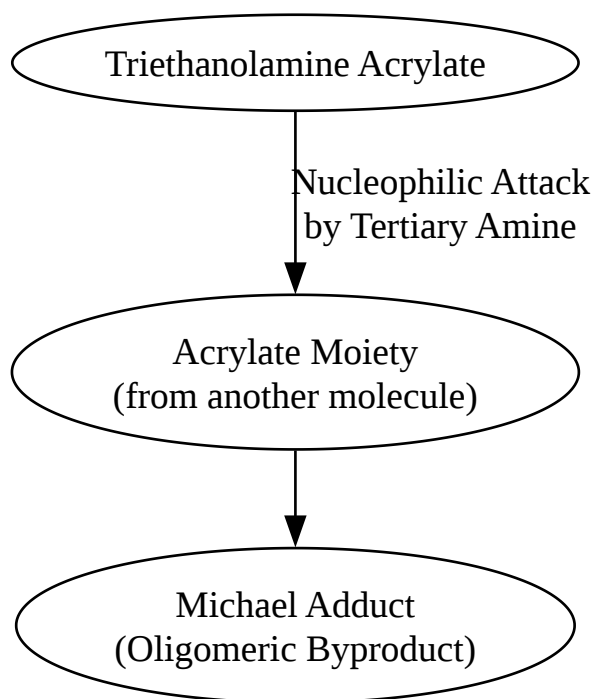 Triethanolamine Acrylate
Nucleophilic Attack
by Tertiary Amine
Acrylate Moiety
(from another molecule)
Michael Adduct
(Oligomeric Byproduct)